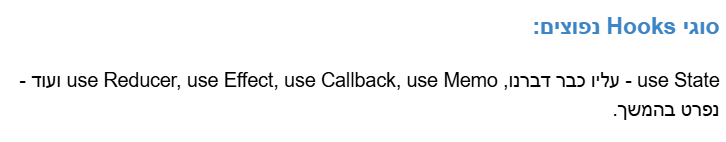 סוגי Hooks נפוצים:
use State - עליו כבר דברנו, use Reducer, use Effect, use Callback, use Memo ועוד -
נפרט בהמשך.